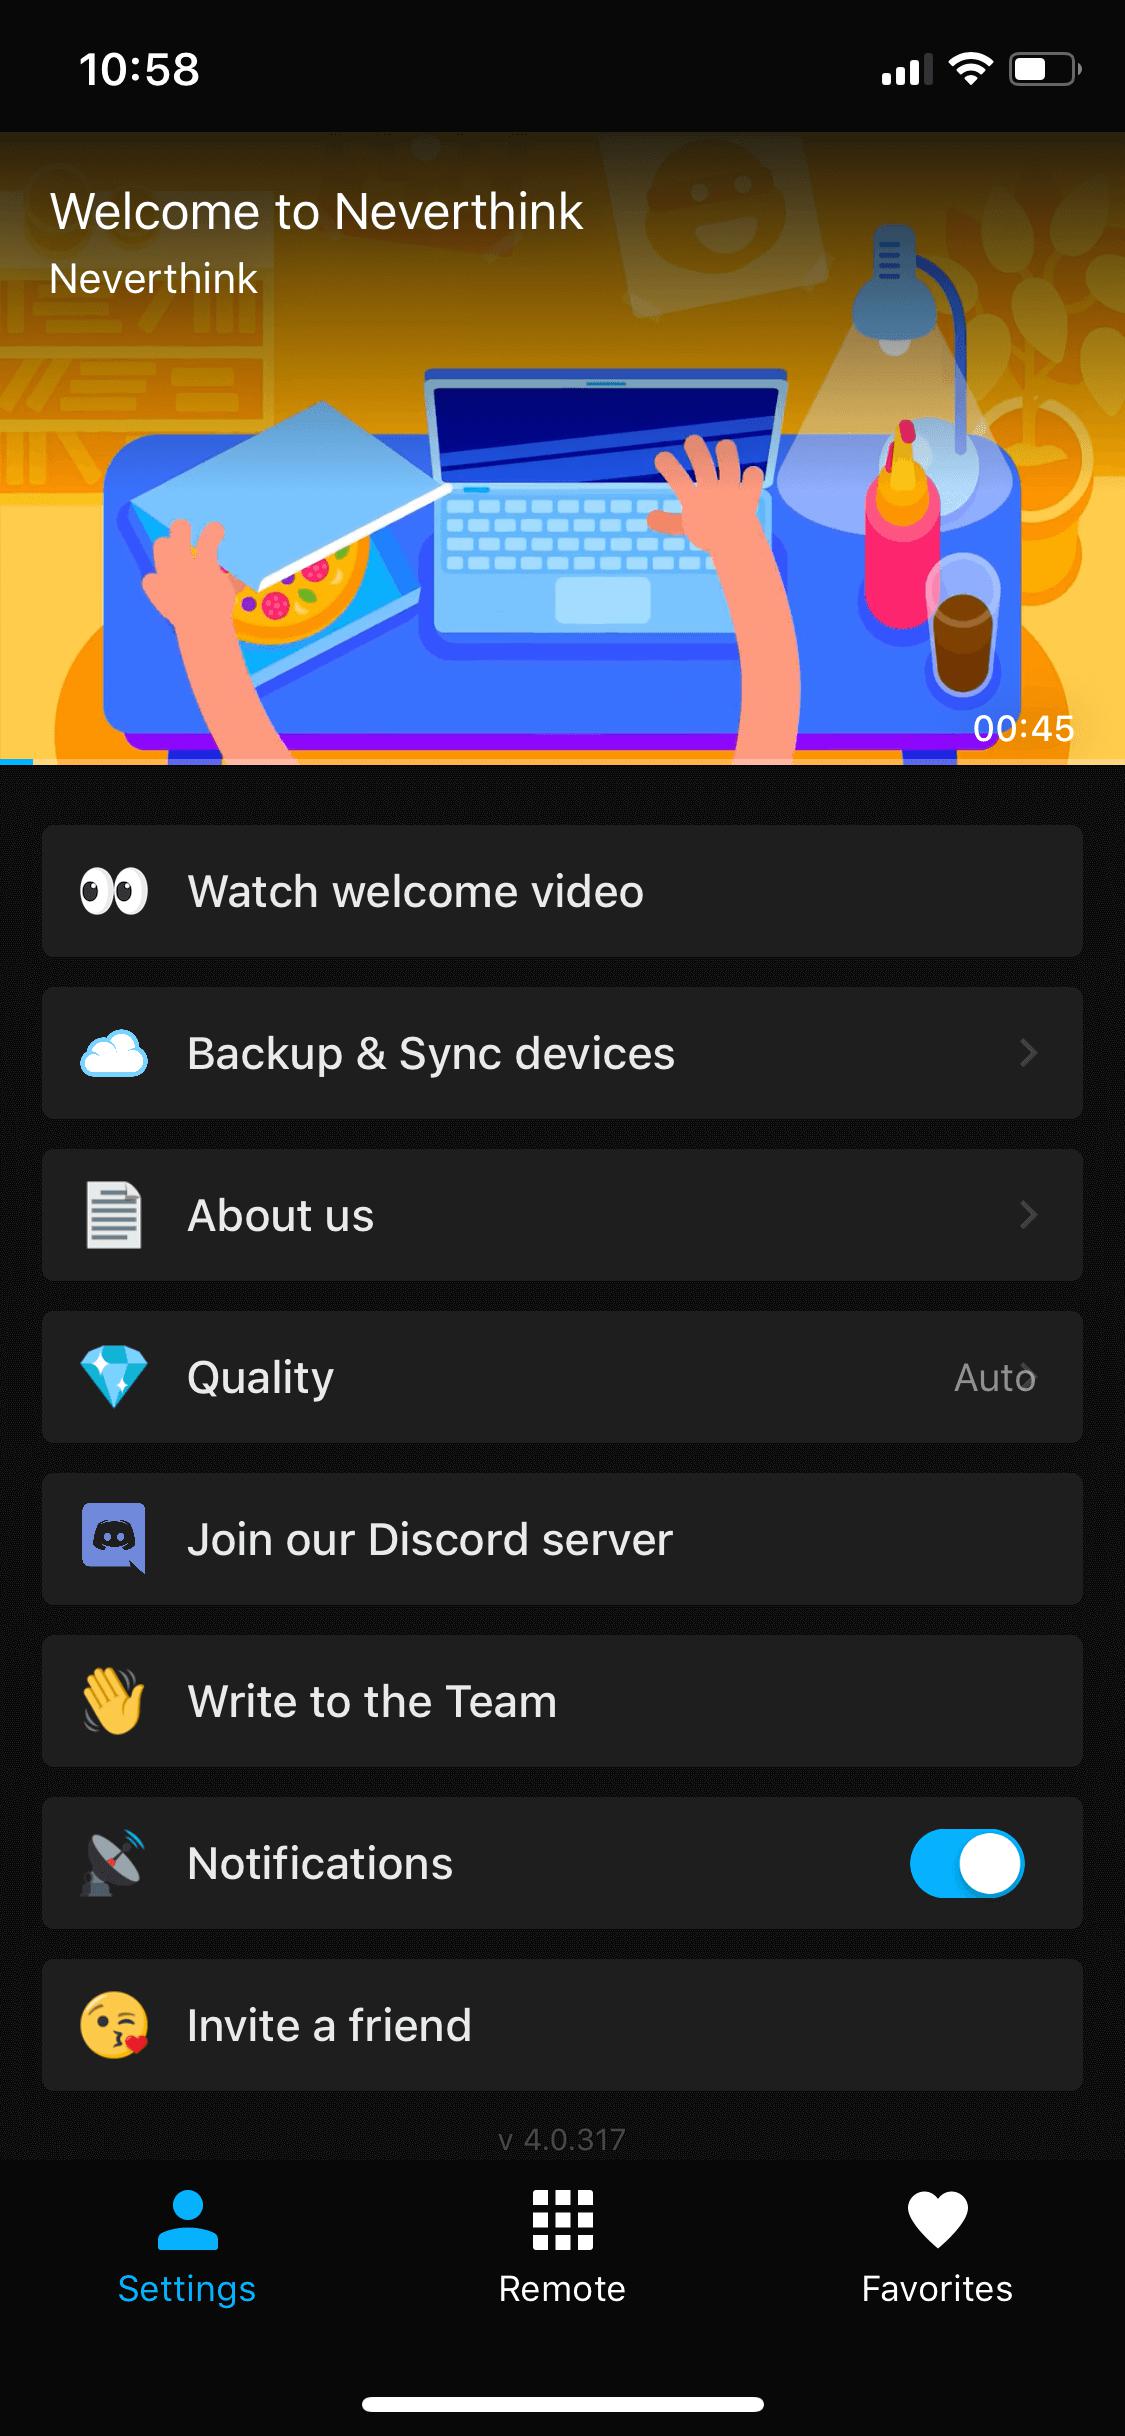 10:58
Welcome to Neverthink
Neverthink
00:45
Watch welcome video
Backup & Sync devices
About us
Quality
Auto
Join our Discord server
Write to the Team
Notifications
Invite a friend
v 4.0.317
Settings
Remote
Favorites